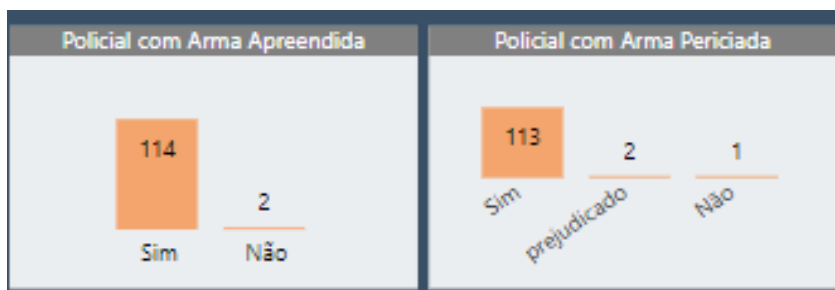 Policial com Arma Apreendida
114
2
Sim
Não
Policial com Arma Periciada
113
2
1
Sim
prejudicado
Não